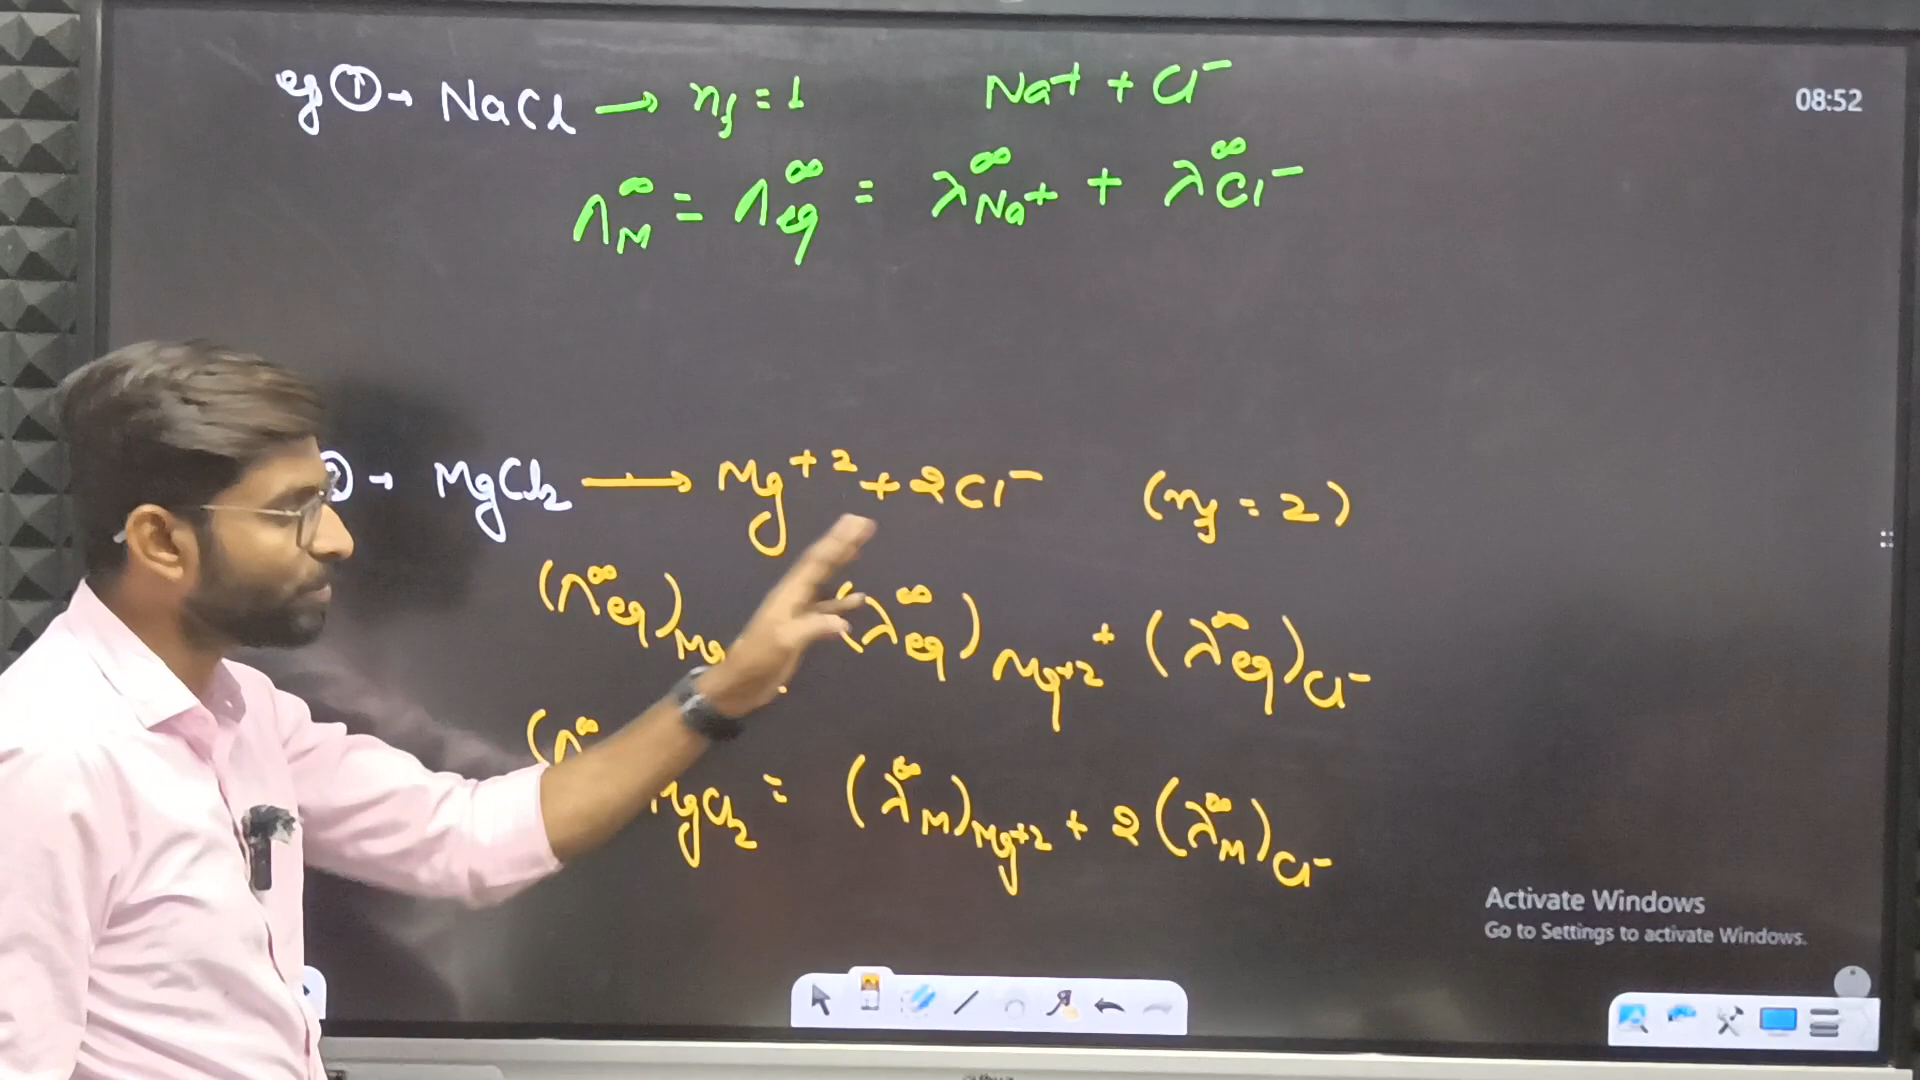 eg ① → NaCl → nf = 1 Na+ + Cl-
08:52
Λ∞M = Λ∞eq = λ∞Na+ + λ∞Cl-
② → MgCl2 → Mg+2 + 2Cl- (nf = 2)
(Λ∞eq)Mg (λ∞eq)Mg+2 + (λ∞eq)Cl-
(Λ∞ MgCl2 = (λ∞M)Mg+2 + 2(λ∞M)Cl-
Activate Windows
Go to Settings to activate Windows.